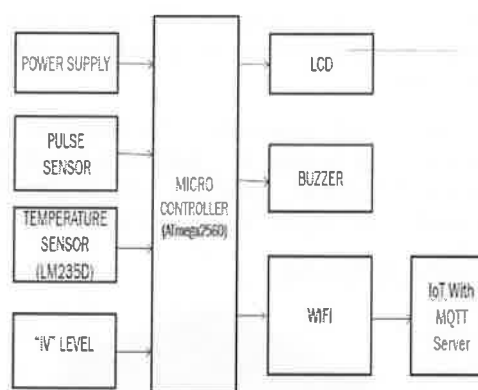 POWER SUPPLY
PULSE
SENSOR
TEMPERATURE
SENSOR
(LM235D)
"IV" LEVEL
MICRO
CONTROLLER
(ATmega2560)
LCD
BUZZER
WIFI
IoT With
MQTT
Server